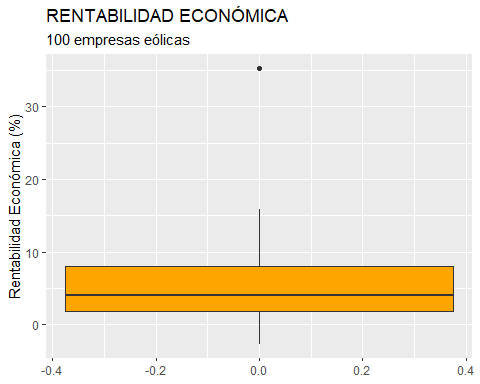 RENTABILIDAD ECONÓMICA
100 empresas eólicas
Rentabilidad Económica (%)
30
20
10
0
-0.4 -0.2 0.0 0.2 0.4